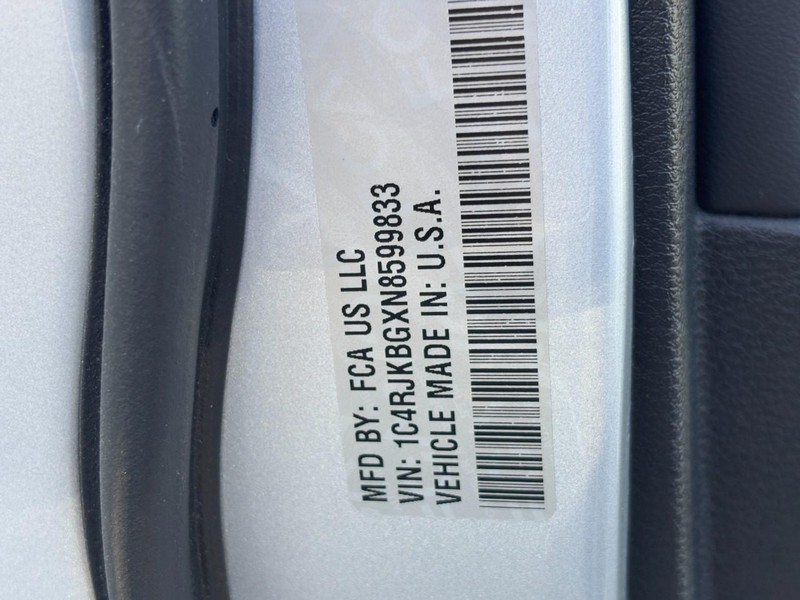 MFD BY: FCA US LLC
VIN: 1C4RJKBGXN8599833
VEHICLE MADE IN: U.S.A.